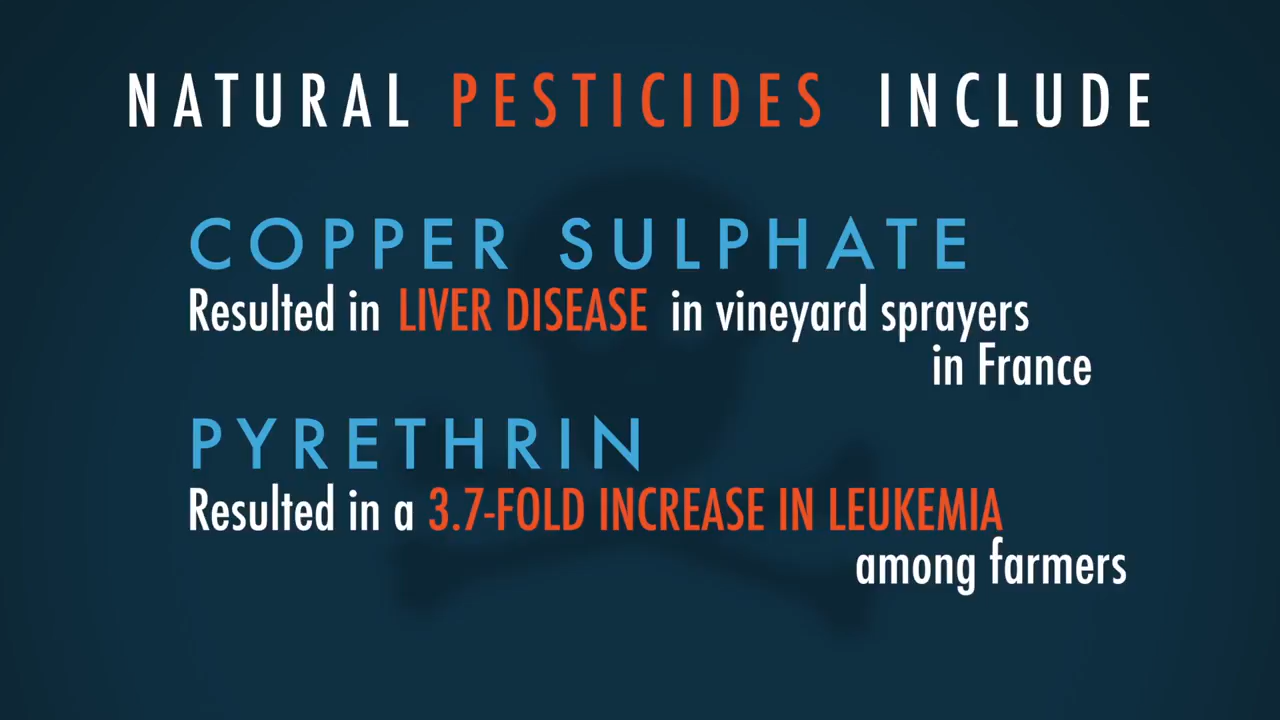 NATURAL PESTICIDES INCLUDE
COPPER SULPHATE
Resulted in LIVER DISEASE in vineyard sprayers
in France
PYRETHRIN
Resulted in a 3.7-FOLD INCREASE IN LEUKEMIA
among farmers